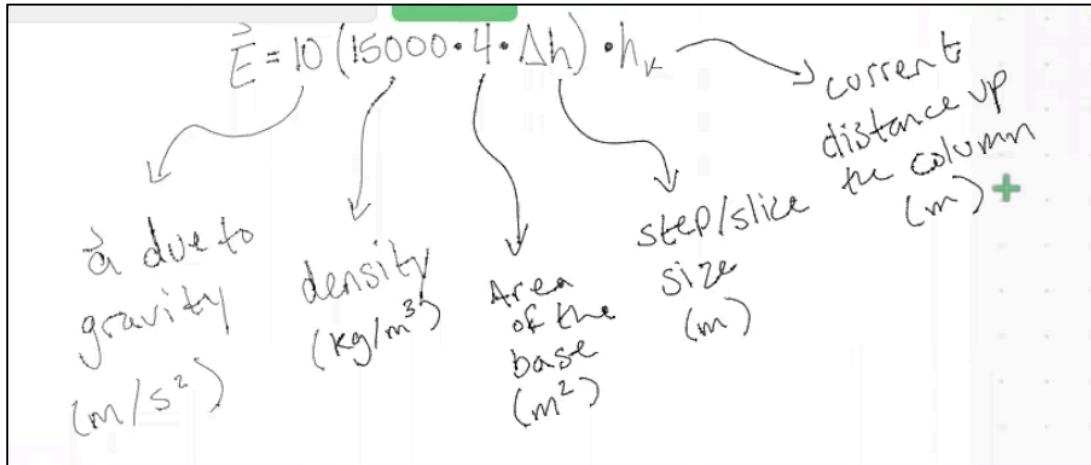 E⃗ = 10 (15000 · 4 · Δh) · hₖ
a⃗ due to
gravity
(m/s²)
density
(kg/m³)
Area
of the
base
(m²)
step/slice
size
(m)
current
distance up
the column
(m)